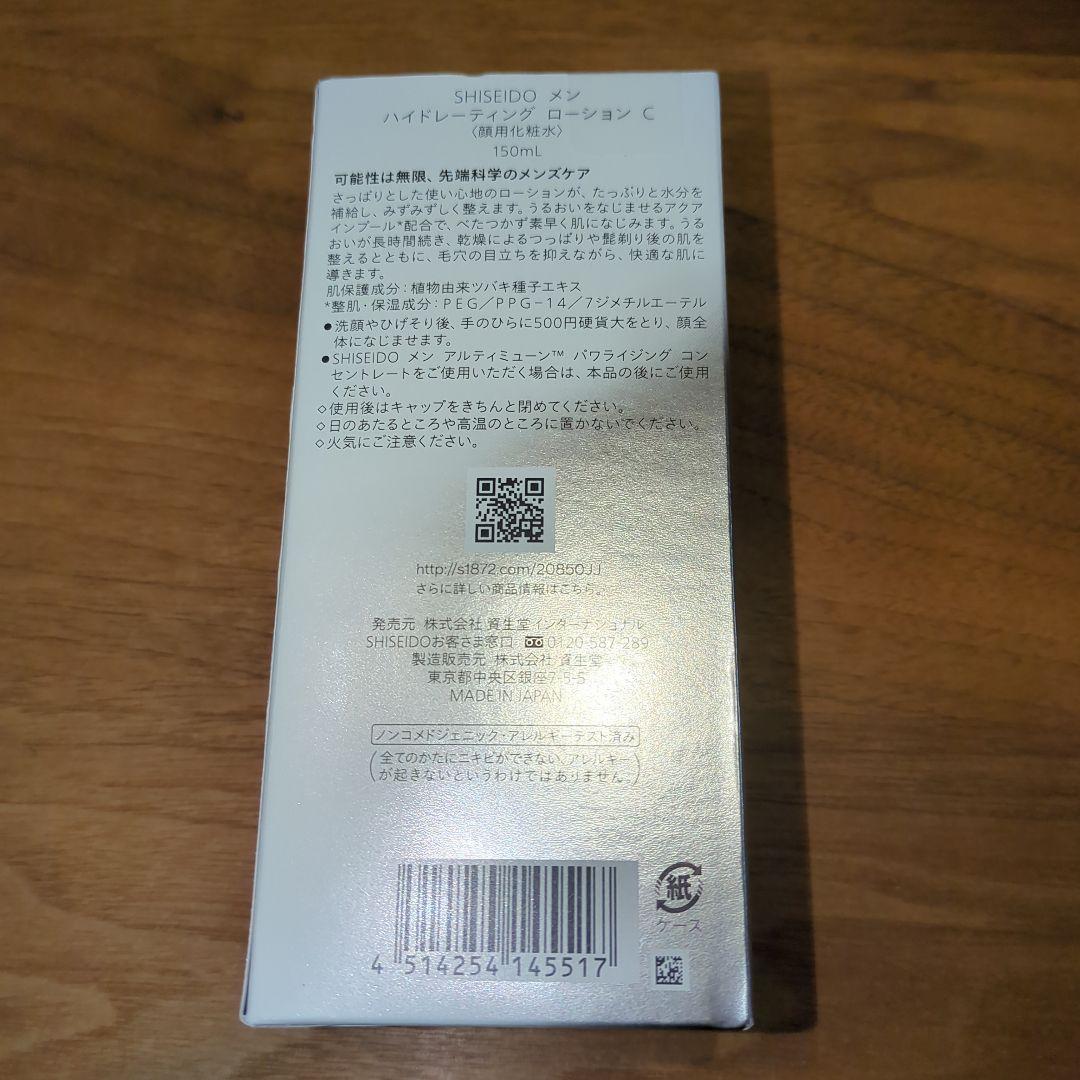 SHISEIDO メン
ハイドレーティング ローション C
〈顔用化粧水〉
150mL
可能性は無限、先端科学のメンズケア
さっぱりとした使い心地のローションが、たっぷりと水分を
補給し、みずみずしく整えます。うるおいをなじませるアクア
インプール*配合で、べたつかず素早く肌になじみます。うる
おいが長時間続き、乾燥によるつっぱりや髭剃り後の肌を
整えるとともに、毛穴の目立ちを抑えながら、快適な肌に
導きます。
肌保護成分：植物由来ツバキ種子エキス
*整肌・保湿成分：PEG／PPG－14／7ジメチルエーテル
●洗顔やひげそり後、手のひらに500円硬貨大をとり、顔全
体になじませます。
●SHISEIDO メン アルティミューン™ パワライジング コン
セントレートをご使用いただく場合は、本品の後にご使用
ください。
◇使用後はキャップをきちんと閉めてください。
◇日のあたるところや高温のところに置かないでください。
◇火気にご注意ください。
http://s1872.com/20850JJ
さらに詳しい商品情報はこちら。
発売元 株式会社 資生堂インターナショナル
SHISEIDOお客さま窓口 0120-587-289
製造販売元 株式会社 資生堂
東京都中央区銀座7-5-5
MADE IN JAPAN
ノンコメドジェニック・アレルギーテスト済み
(全てのかたにニキビができない、アレルギー
が起きないというわけではありません。)
紙
ケース
4 514254 145517